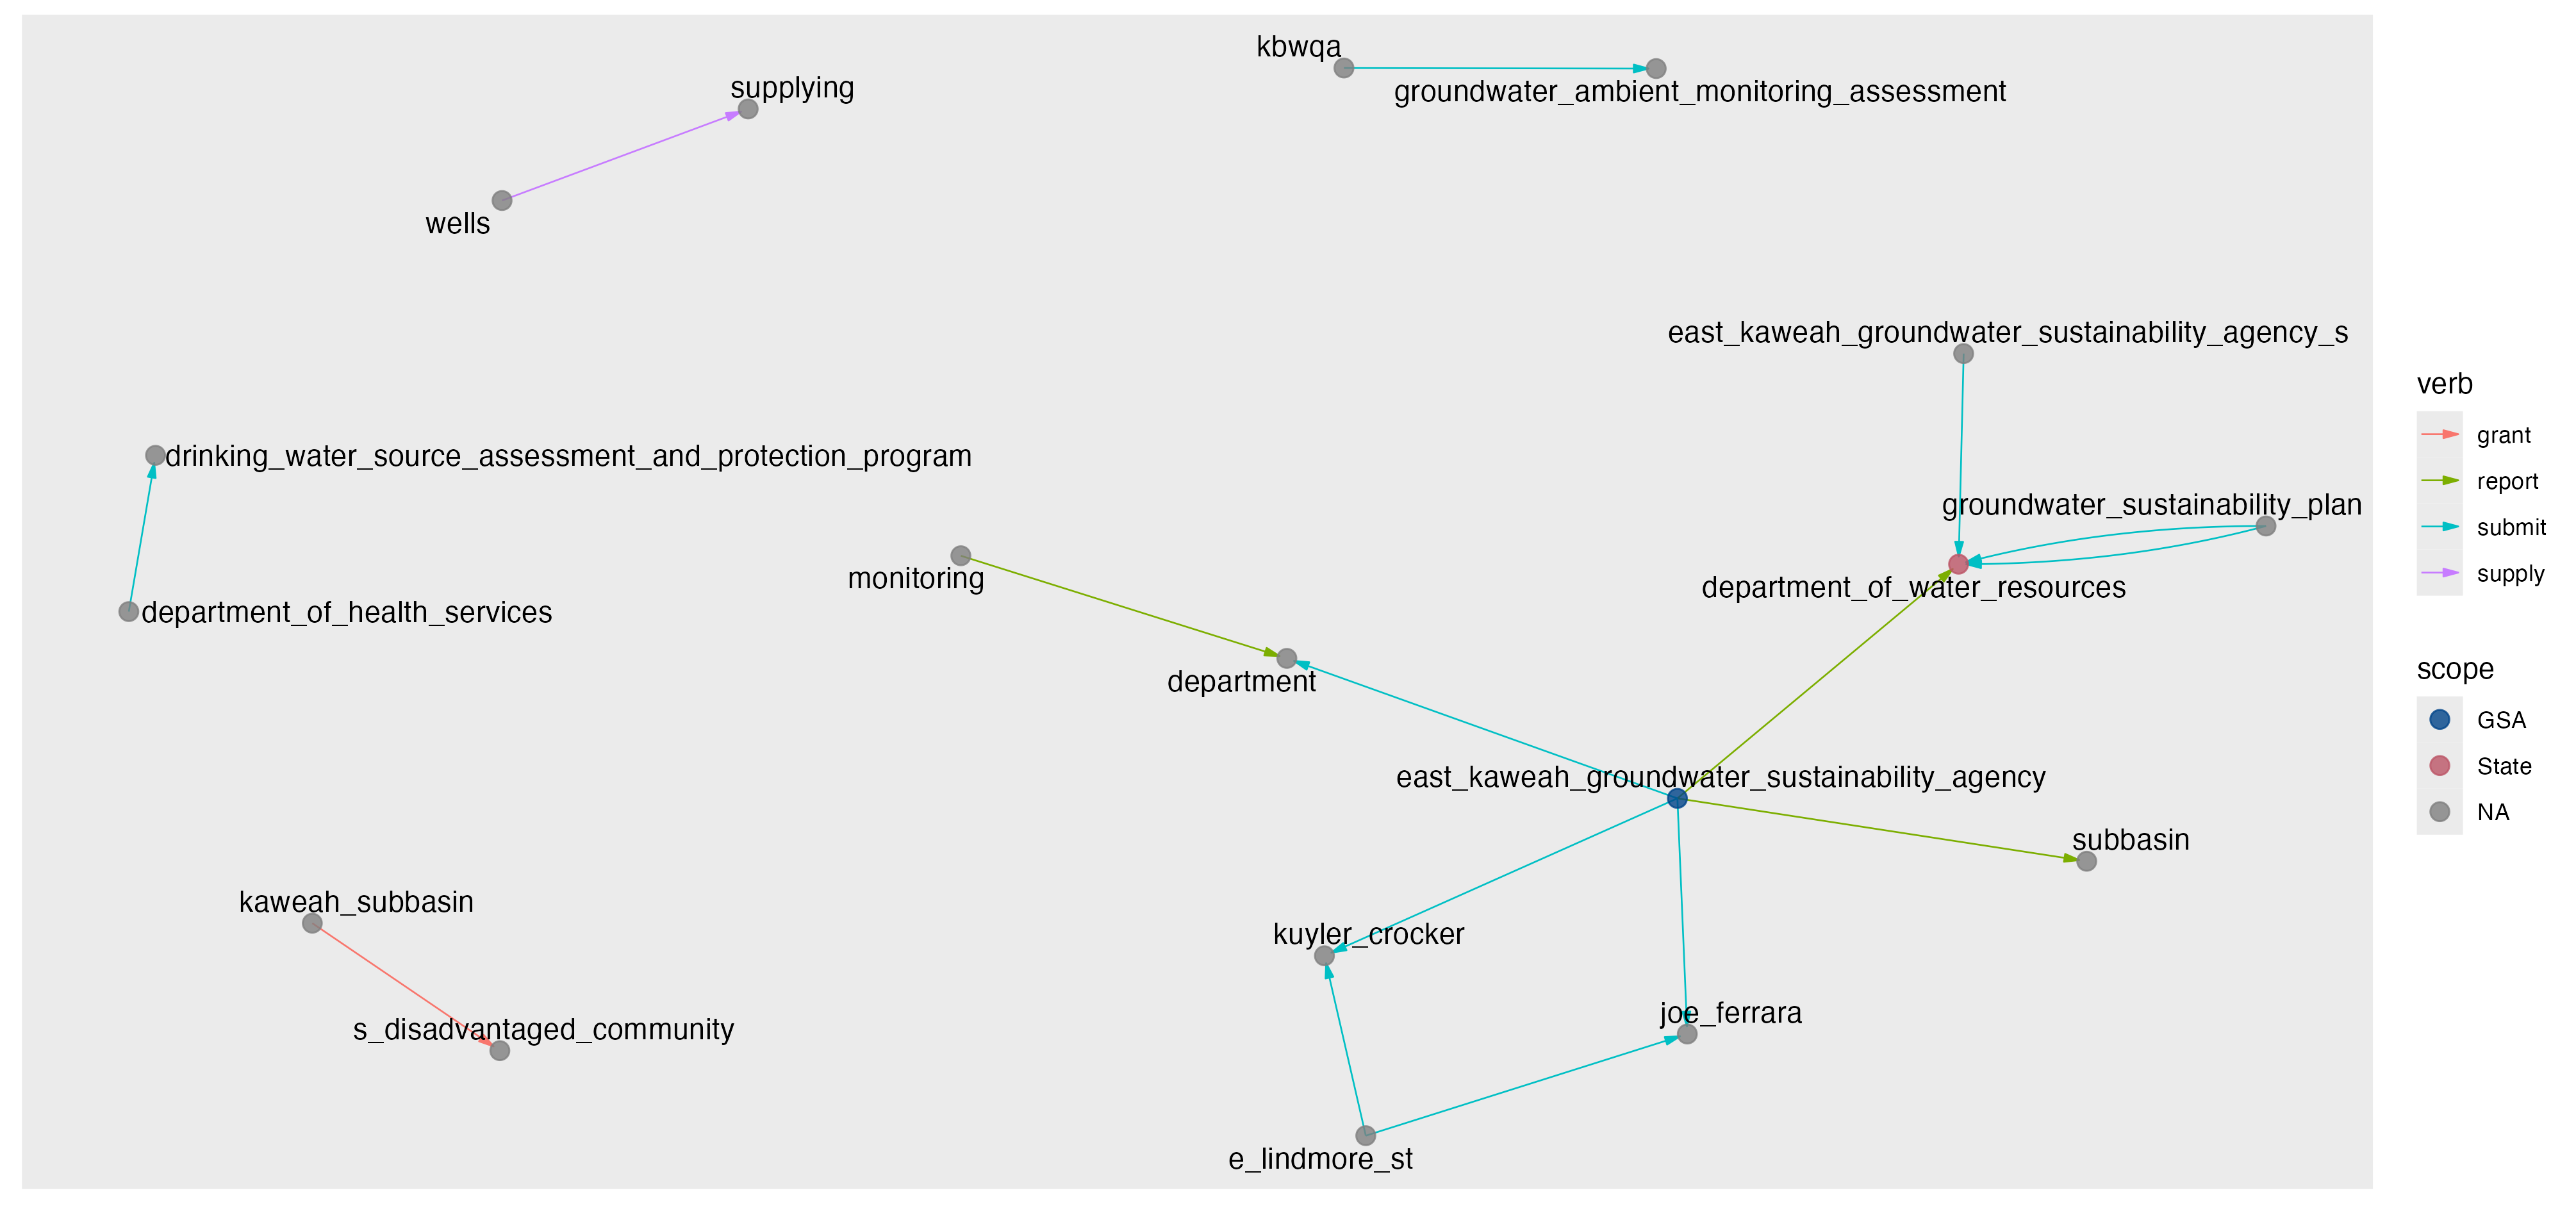 kbwqa
supplying
groundwater_ambient_monitoring_assessment
wells
east_kaweah_groundwater_sustainability_agency_s
drinking_water_source_assessment_and_protection_program
groundwater_sustainability_plan
monitoring
department_of_water_resources
department_of_health_services
department
east_kaweah_groundwater_sustainability_agency
subbasin
kaweah_subbasin
kuyler_crocker
joe_ferrara
s_disadvantaged_community
e_lindmore_st
verb
grant
report
submit
supply
scope
GSA
State
NA